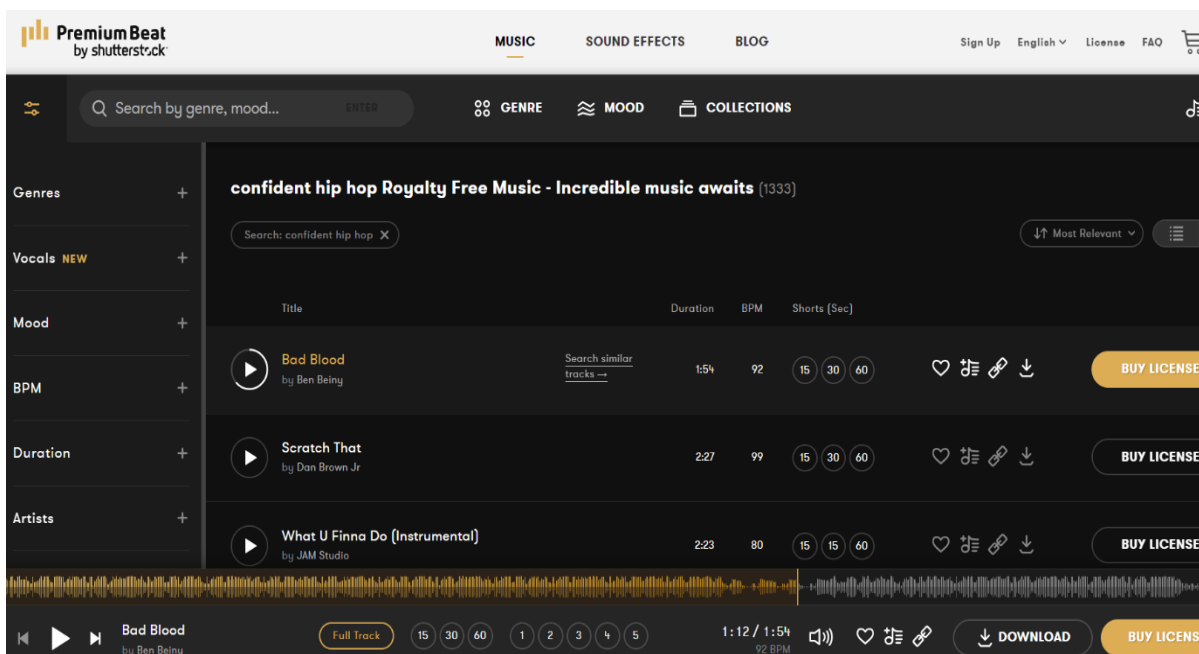 PremiumBeat
by shutterstock
MUSIC SOUND EFFECTS BLOG
Sign Up English License FAQ
Search by genre, mood... ENTER
GENRE MOOD COLLECTIONS
Genres
Vocals NEW
Mood
BPM
Duration
Artists
confident hip hop Royalty Free Music - Incredible music awaits (1333)
Search: confident hip hop X
Most Relevant
Title Duration BPM Shorts (Sec)
Bad Blood
by Ben Beiny
Search similar
tracks →
1:54 92 15 30 60
BUY LICENSE
Scratch That
by Dan Brown Jr
2:27 99 15 30 60
BUY LICENSE
What U Finna Do (Instrumental)
by JAM Studio
2:23 80 15 15 60
BUY LICENSE
Bad Blood
by Ben Beiny
Full Track 15 30 60 1 2 3 4 5
1:12 / 1:54
92 BPM
DOWNLOAD
BUY LICENS